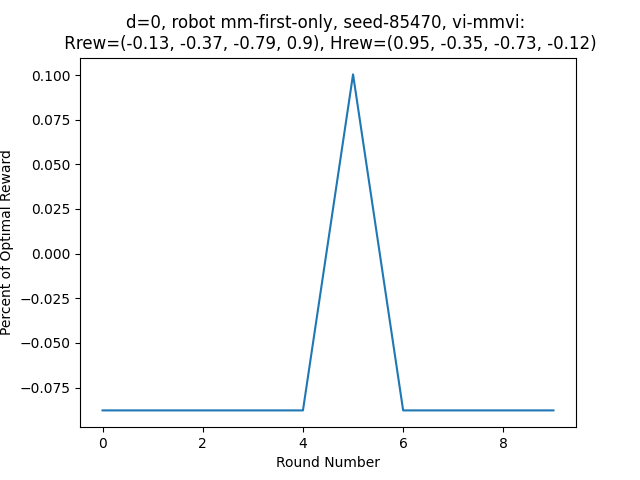 d=0, robot mm-first-only, seed-85470, vi-mmvi:
Rrew=(-0.13, -0.37, -0.79, 0.9), Hrew=(0.95, -0.35, -0.73, -0.12)
Percent of Optimal Reward
0.100
0.075
0.050
0.025
0.000
−0.025
−0.050
−0.075
0 2 4 6 8
Round Number